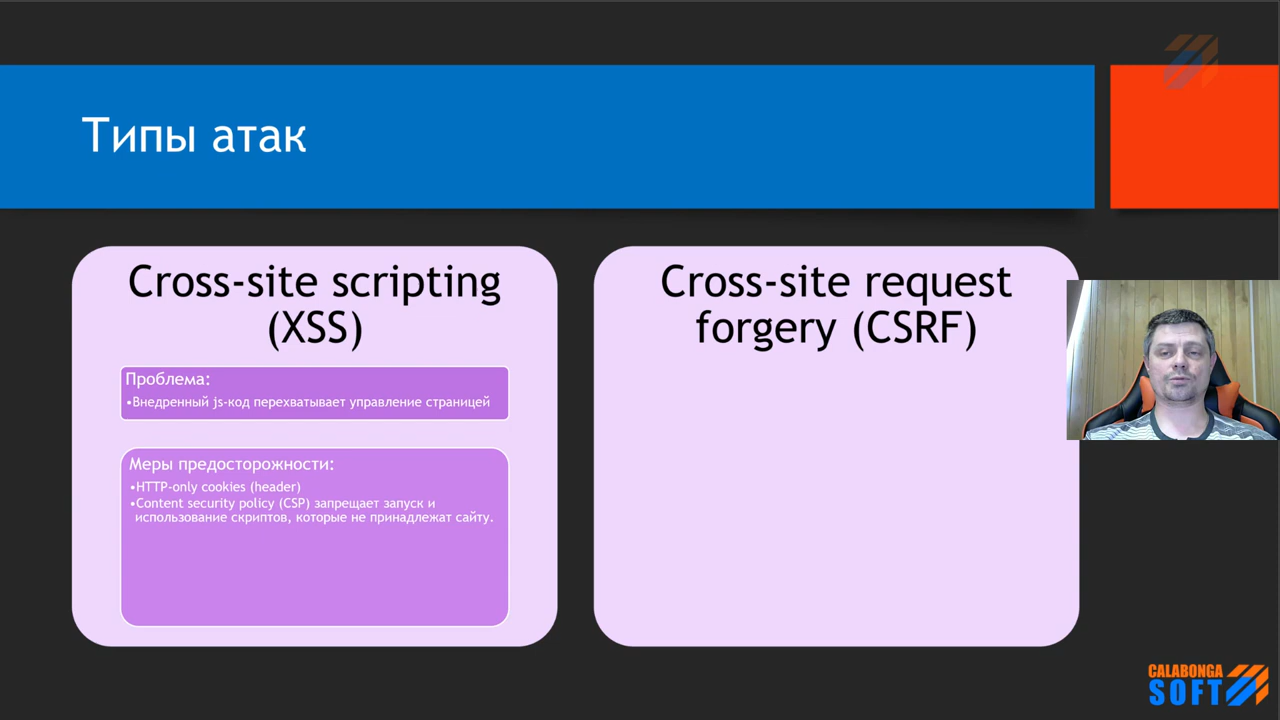 Типы атак
Cross-site scripting
(XSS)
Проблема:
•Внедренный js-код перехватывает управление страницей
Меры предосторожности:
•HTTP-only cookies (header)
•Content security policy (CSP) запрещает запуск и
использование скриптов, которые не принадлежат сайту.
Cross-site request
forgery (CSRF)
CALABONGA
SOFT